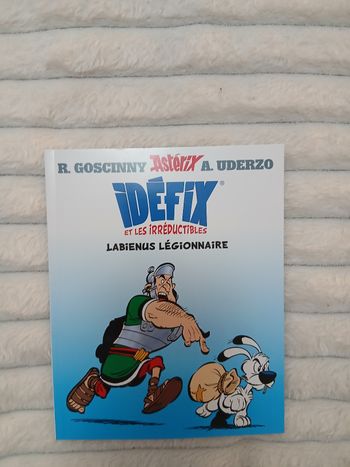 R. GOSCINNY Astérix A. UDERZO
IDÉFIX
ET LES IRRÉDUCTIBLES
LABIENUS LÉGIONNAIRE